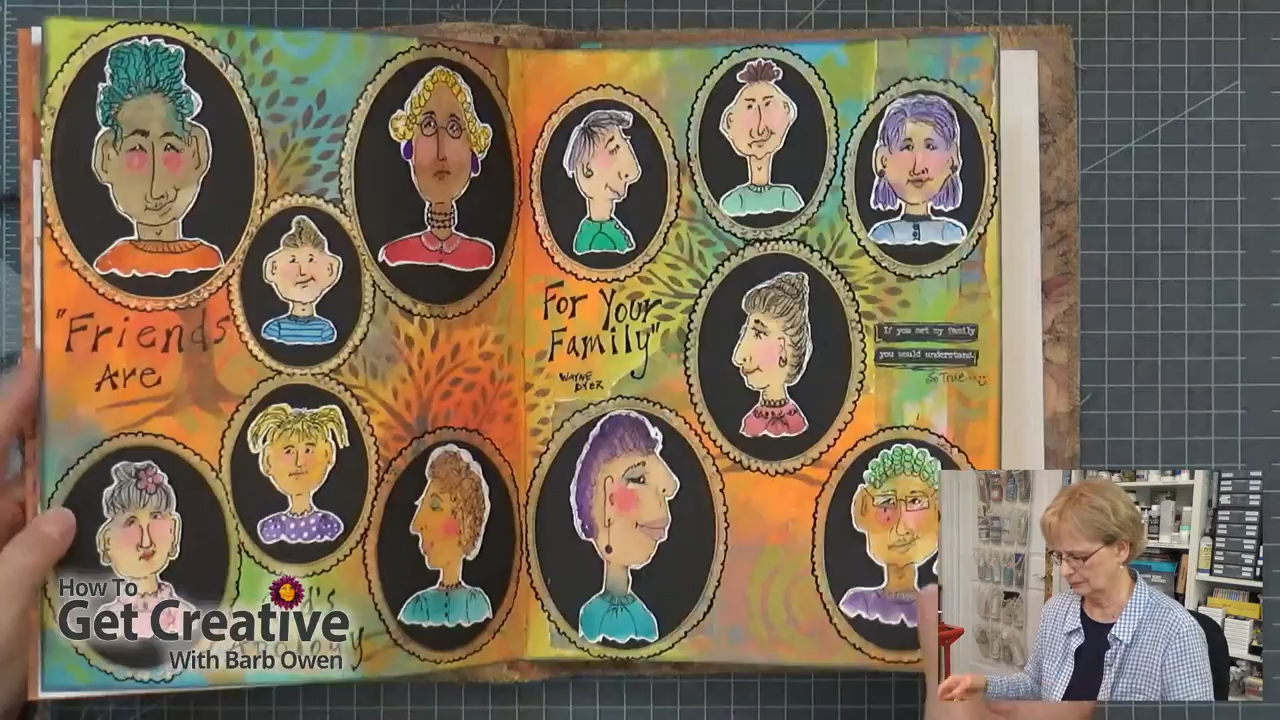 "Friends
Are
For Your
Family"
WAYNE
DYER
If you met my family
you would understand.
So True....
How To
Get Creative
With Barb Owen